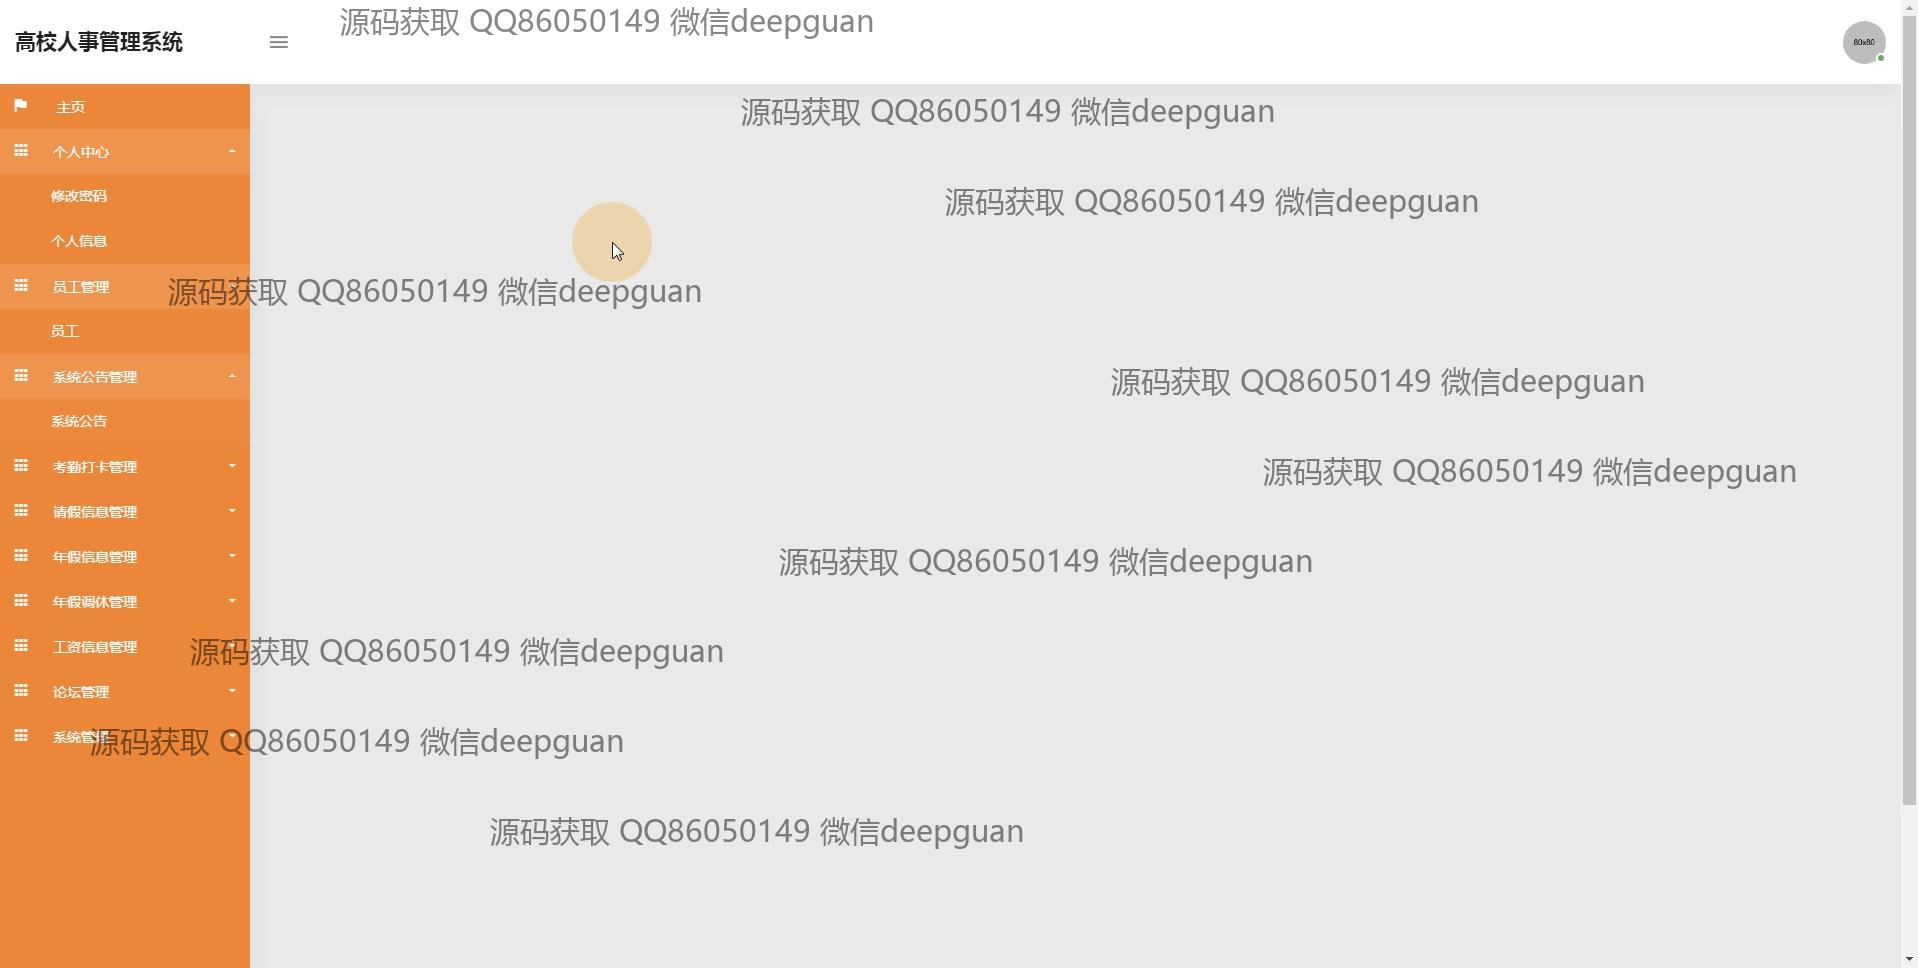 源码获取 QQ86050149 微信deepguan
高校人事管理系统
80x80
主页
源码获取 QQ86050149 微信deepguan
个人中心
修改密码
源码获取 QQ86050149 微信deepguan
个人信息
员工管理
源码获取 QQ86050149 微信deepguan
员工
系统公告管理
源码获取 QQ86050149 微信deepguan
系统公告
考勤打卡管理
源码获取 QQ86050149 微信deepguan
请假信息管理
年假信息管理
源码获取 QQ86050149 微信deepguan
年假调休管理
工资信息管理
源码获取 QQ86050149 微信deepguan
论坛管理
系统管理
源码获取 QQ86050149 微信deepguan
源码获取 QQ86050149 微信deepguan